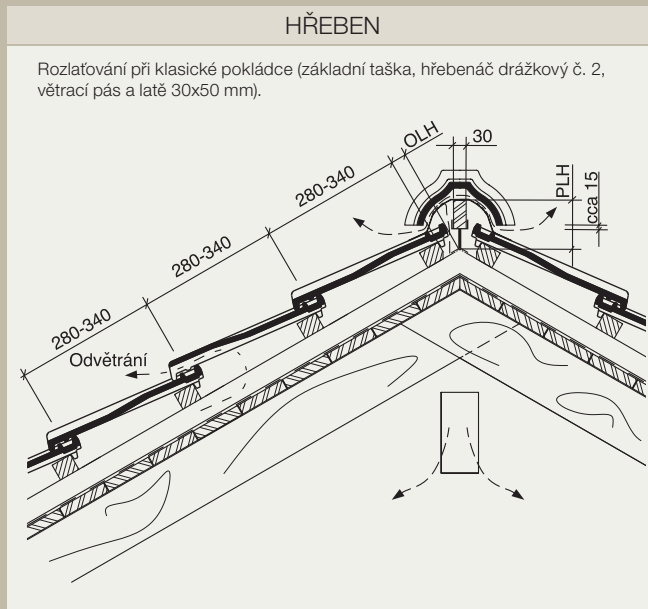 HŘEBEN
Rozlaťování při klasické pokládce (základní taška, hřebenáč drážkový č. 2,
větrací pás a latě 30x50 mm).
OLH
30
PLH
cca 15
280-340
280-340
280-340
Odvětrání